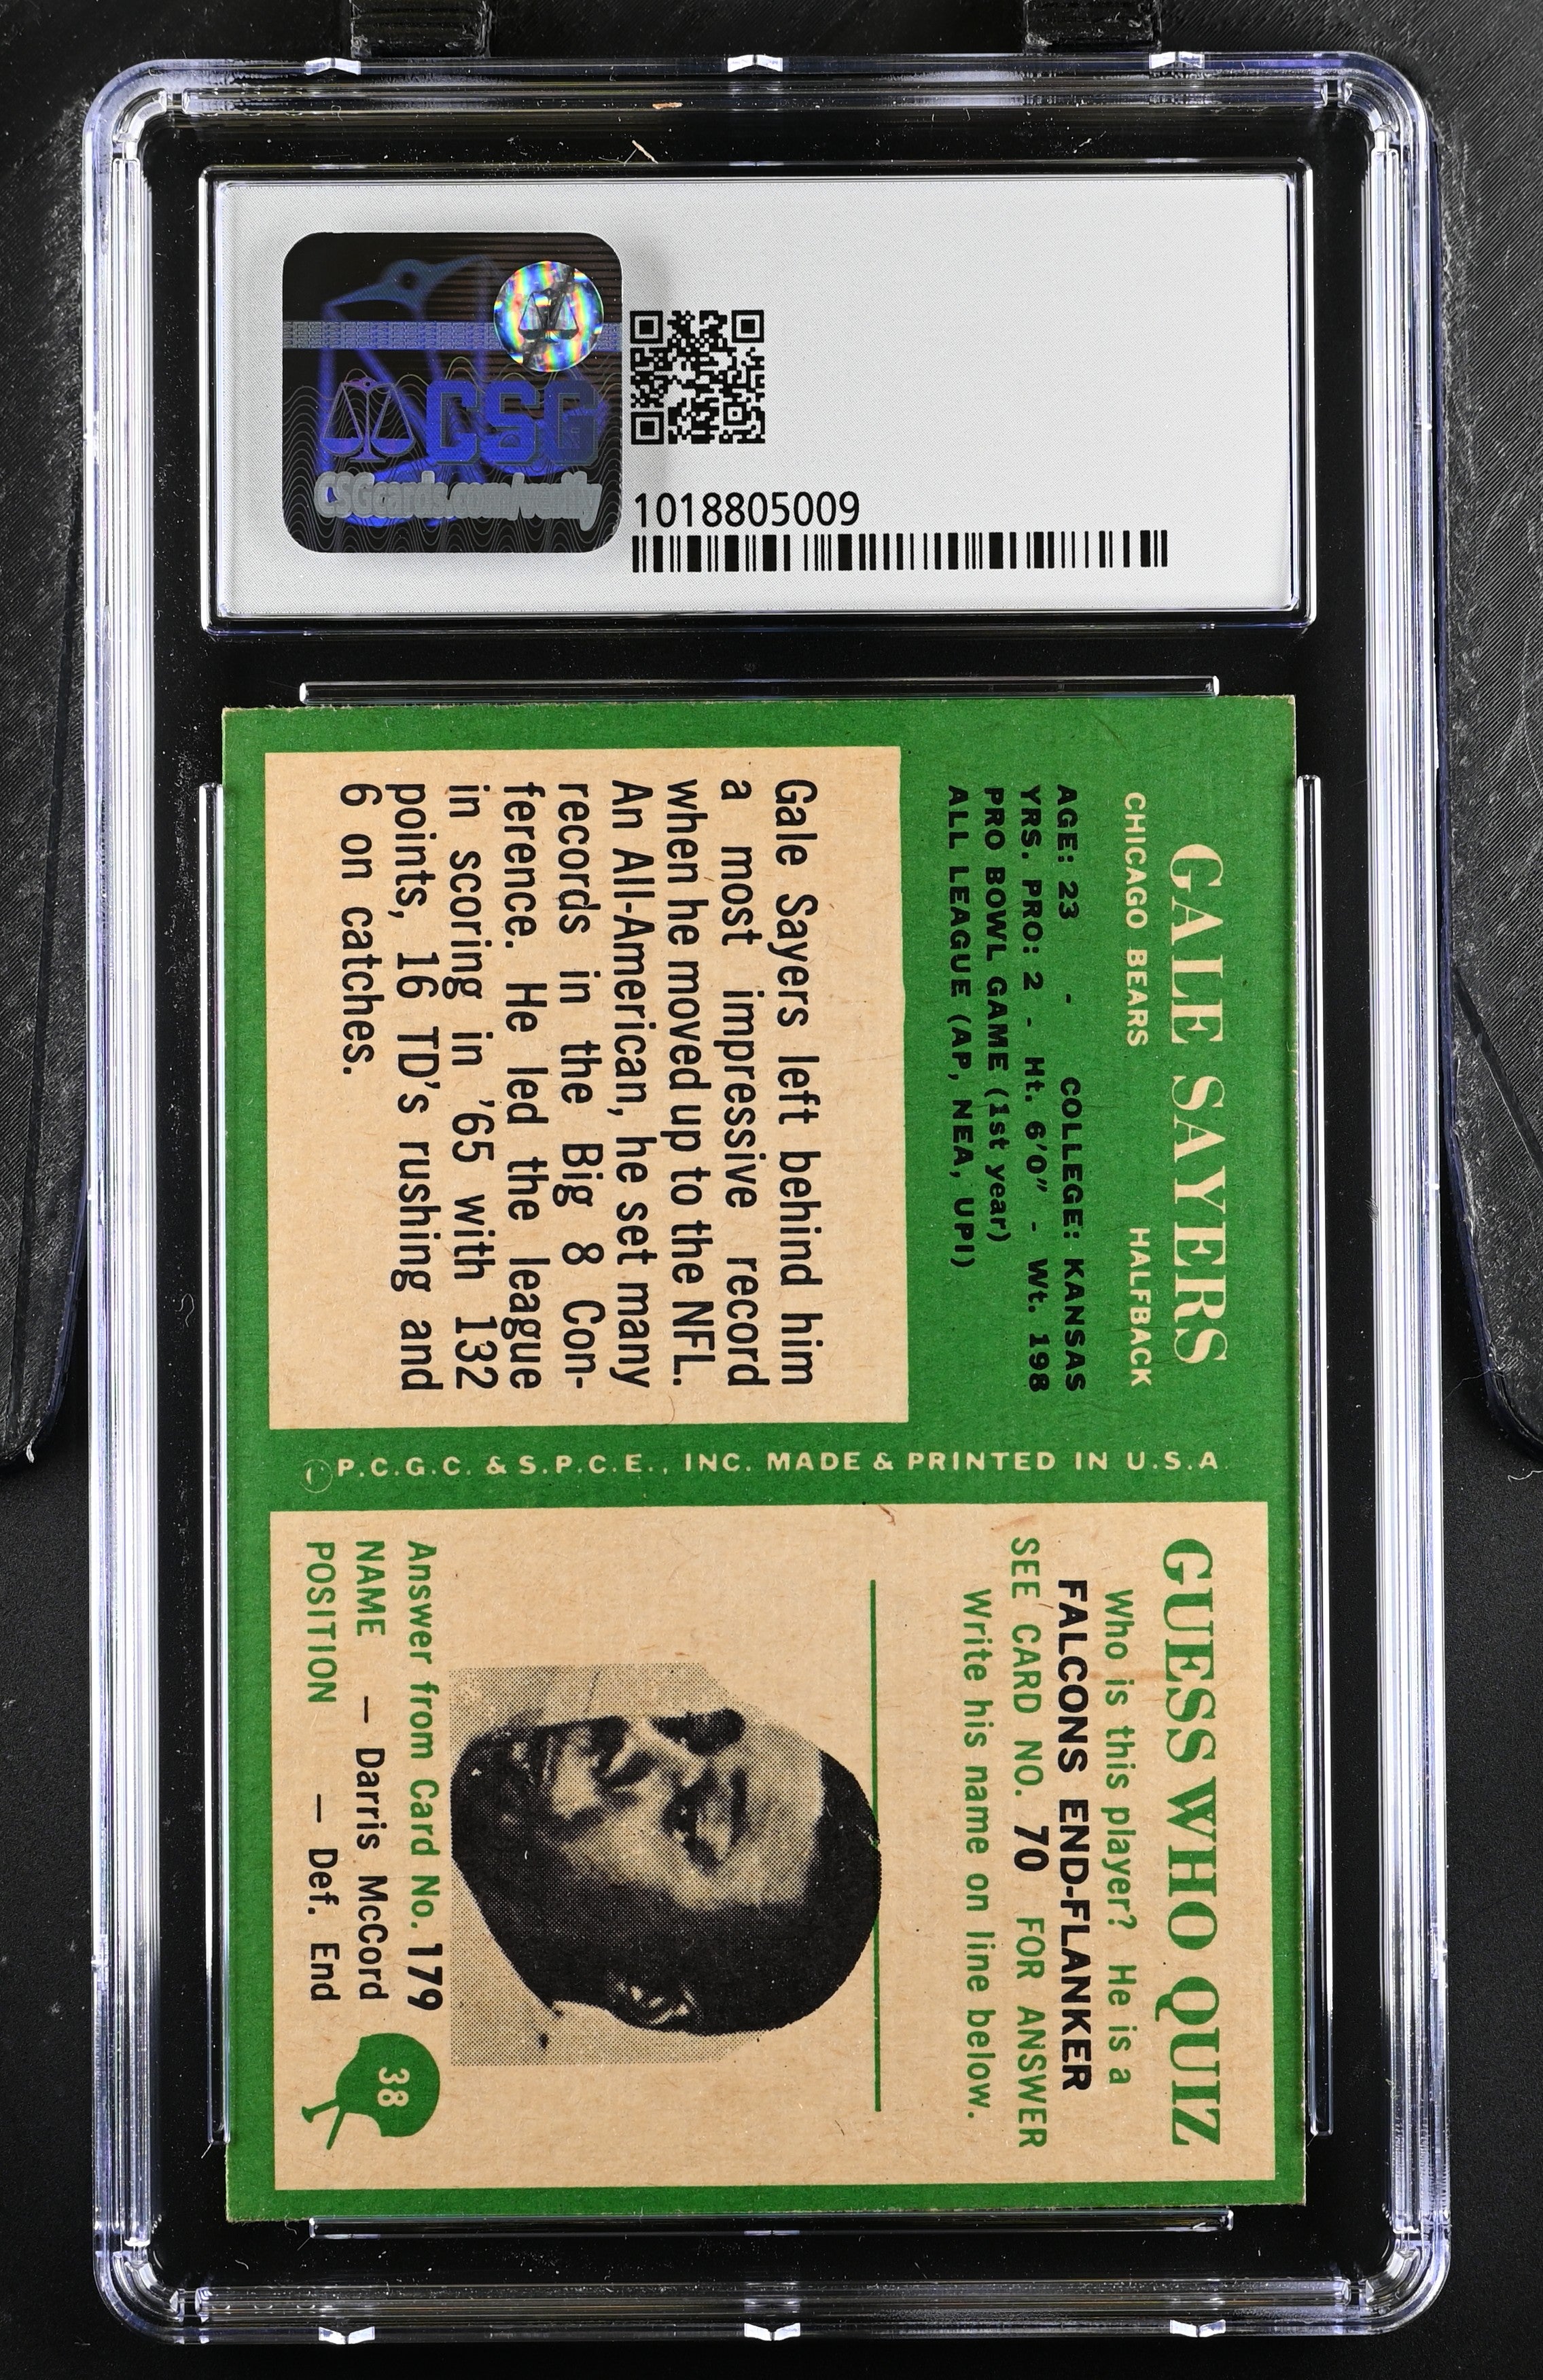 CSG
CSGcards.com/verify
1018805009
GALE SAYERS
CHICAGO BEARS HALFBACK
AGE: 23 - COLLEGE: KANSAS
YRS. PRO: 2 - Ht. 6'0" - Wt. 198
PRO BOWL GAME (1st year)
ALL LEAGUE (AP, NEA, UPI)
Gale Sayers left behind him
a most impressive record
when he moved up to the NFL.
An All-American, he set many
records in the Big 8 Con-
ference. He led the league
in scoring in '65 with 132
points, 16 TD's rushing and
6 on catches.
© P.C.G.C. & S.P.C.E., INC. MADE & PRINTED IN U.S.A.
GUESS WHO QUIZ
Who is this player? He is a
FALCONS END-FLANKER
SEE CARD NO. 70 FOR ANSWER
Write his name on line below.
Answer from Card No. 179
NAME — Darris McCord
POSITION — Def. End
38